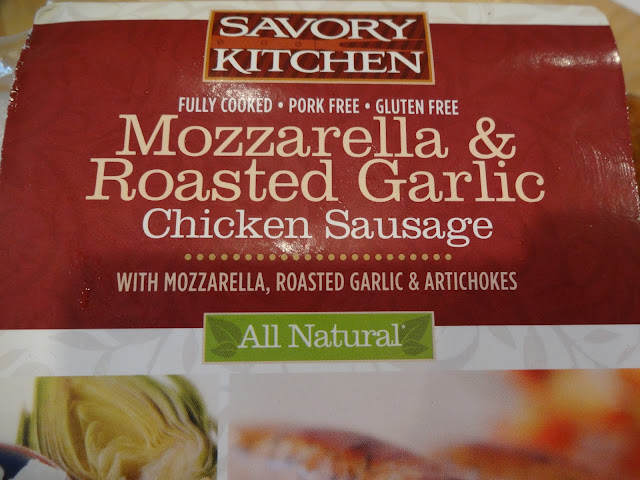 SAVORY
KITCHEN
FULLY COOKED • PORK FREE • GLUTEN FREE
Mozzarella &
Roasted Garlic
Chicken Sausage
WITH MOZZARELLA, ROASTED GARLIC & ARTICHOKES
All Natural*